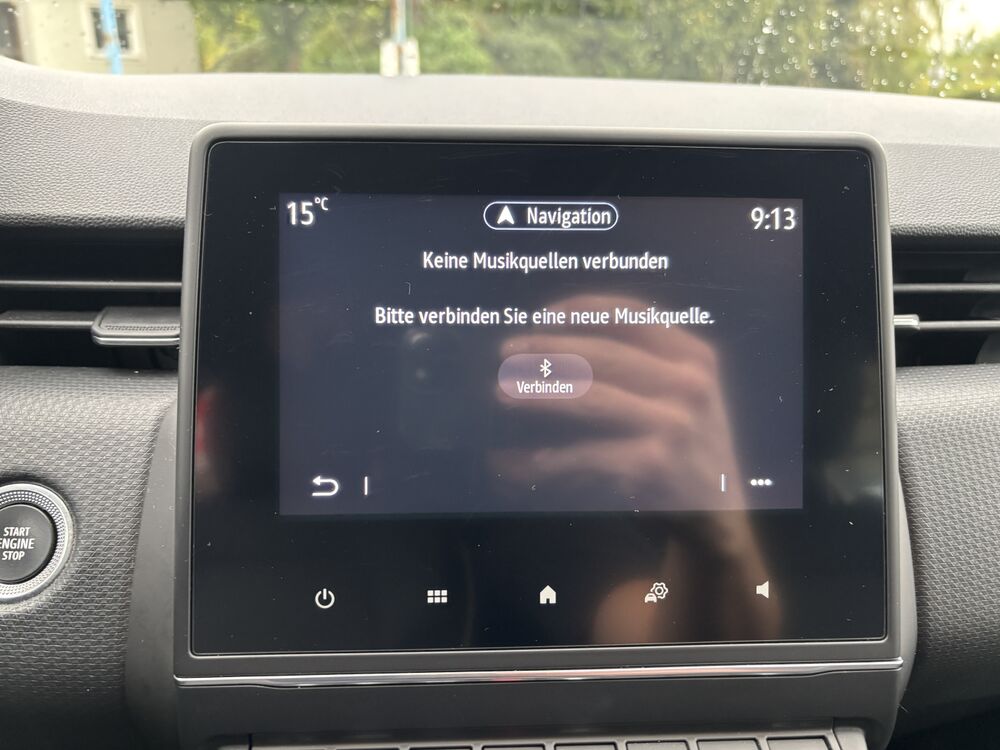 15°C
Navigation
9:13
Keine Musikquellen verbunden
Bitte verbinden Sie eine neue Musikquelle.
Verbinden
START
ENGINE
STOP